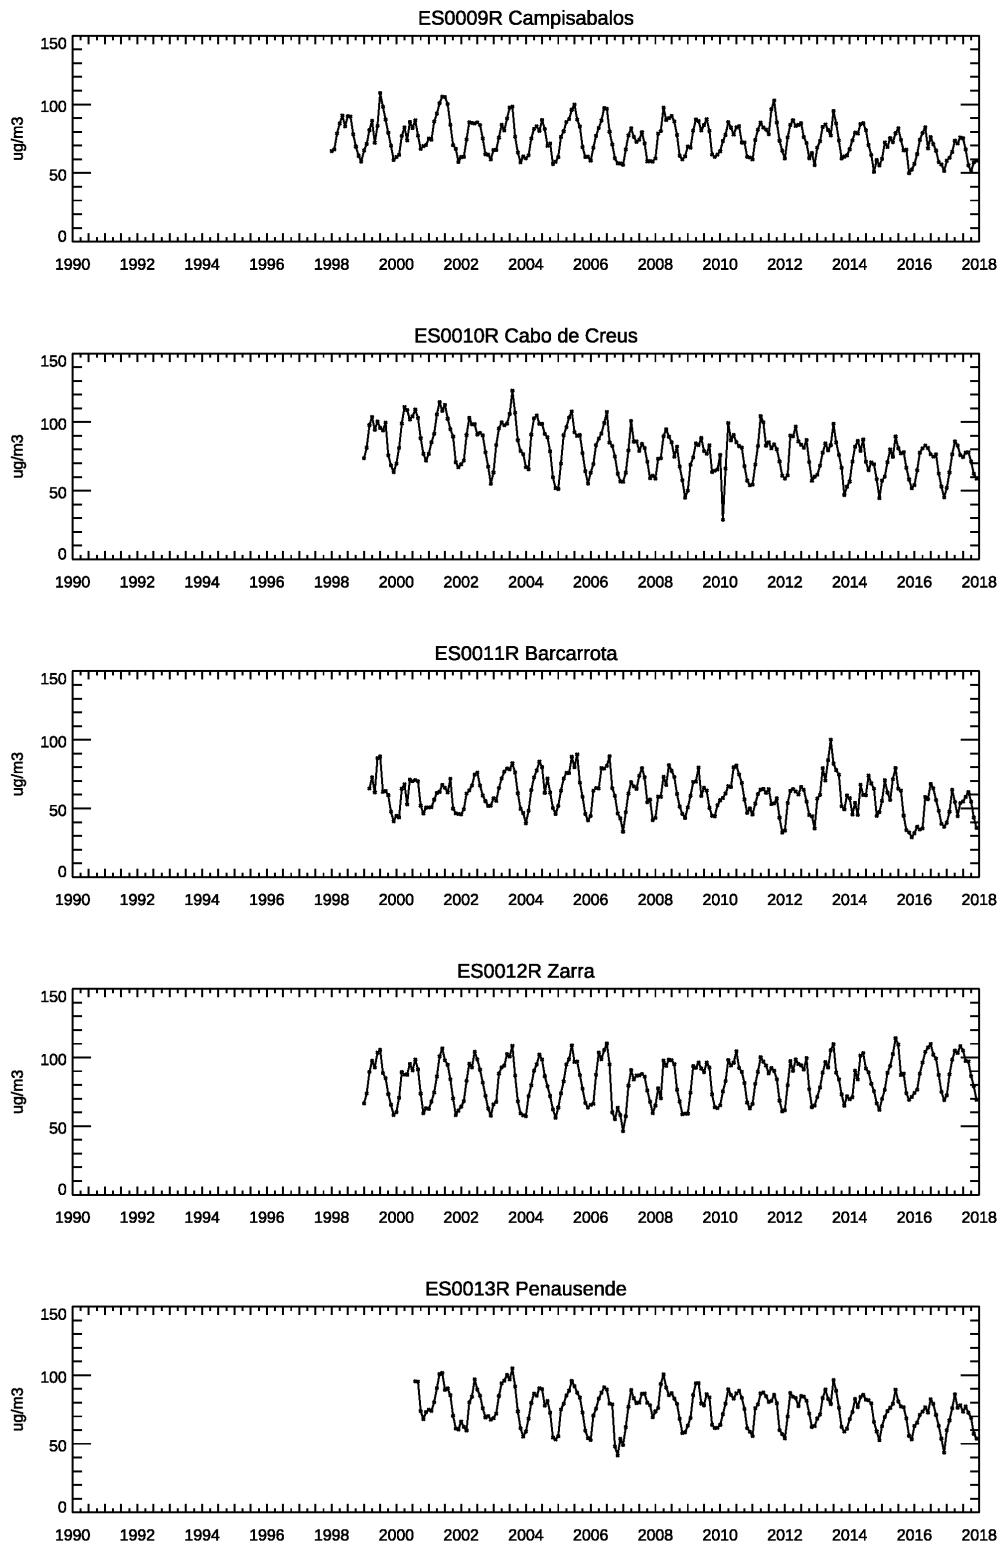 ES0009R Campisabalos
150
100
ug/m3
50
0
1990 1992 1994 1996 1998 2000 2002 2004 2006 2008 2010 2012 2014 2016 2018
ES0010R Cabo de Creus
150
100
ug/m3
50
0
1990 1992 1994 1996 1998 2000 2002 2004 2006 2008 2010 2012 2014 2016 2018
ES0011R Barcarrota
150
100
ug/m3
50
0
1990 1992 1994 1996 1998 2000 2002 2004 2006 2008 2010 2012 2014 2016 2018
ES0012R Zarra
150
100
ug/m3
50
0
1990 1992 1994 1996 1998 2000 2002 2004 2006 2008 2010 2012 2014 2016 2018
ES0013R Penausende
150
100
ug/m3
50
0
1990 1992 1994 1996 1998 2000 2002 2004 2006 2008 2010 2012 2014 2016 2018